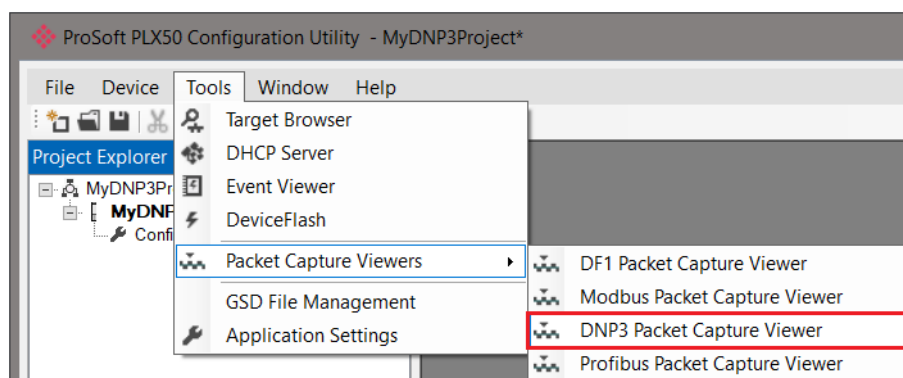 ProSoft PLX50 Configuration Utility - MyDNP3Project*
File Device Tools Window Help
Project Explorer
MyDNP3Pr
MyDNP
Confi
Target Browser
DHCP Server
Event Viewer
DeviceFlash
Packet Capture Viewers
GSD File Management
Application Settings
DF1 Packet Capture Viewer
Modbus Packet Capture Viewer
DNP3 Packet Capture Viewer
Profibus Packet Capture Viewer